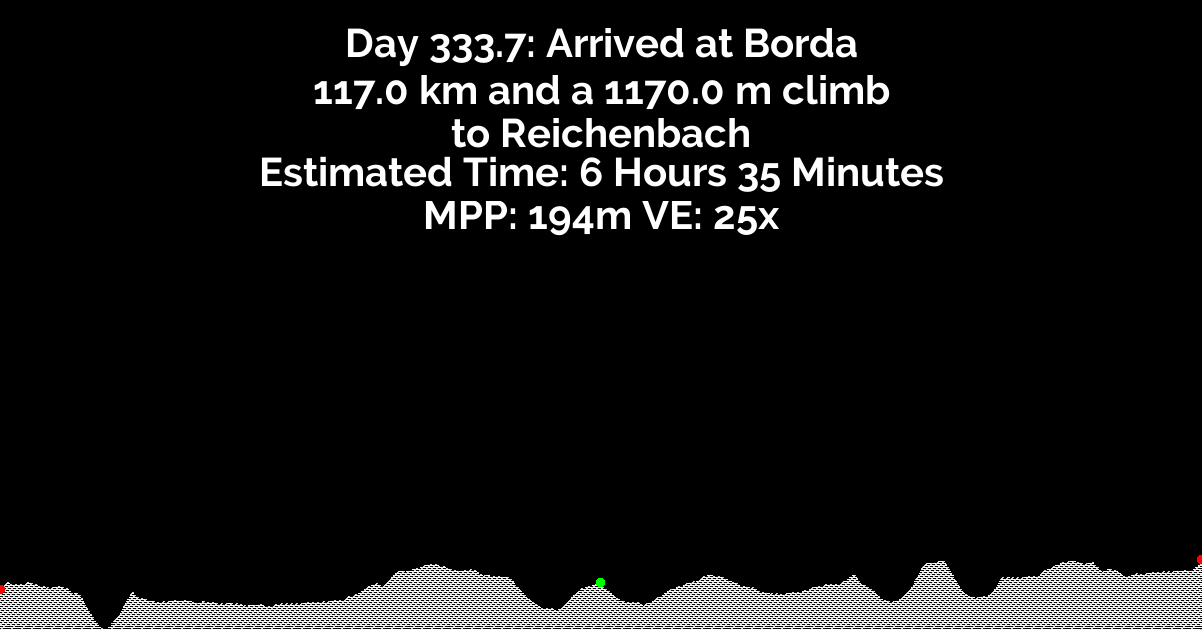 Day 333.7: Arrived at Borda
117.0 km and a 1170.0 m climb
to Reichenbach
Estimated Time: 6 Hours 35 Minutes
MPP: 194m VE: 25x